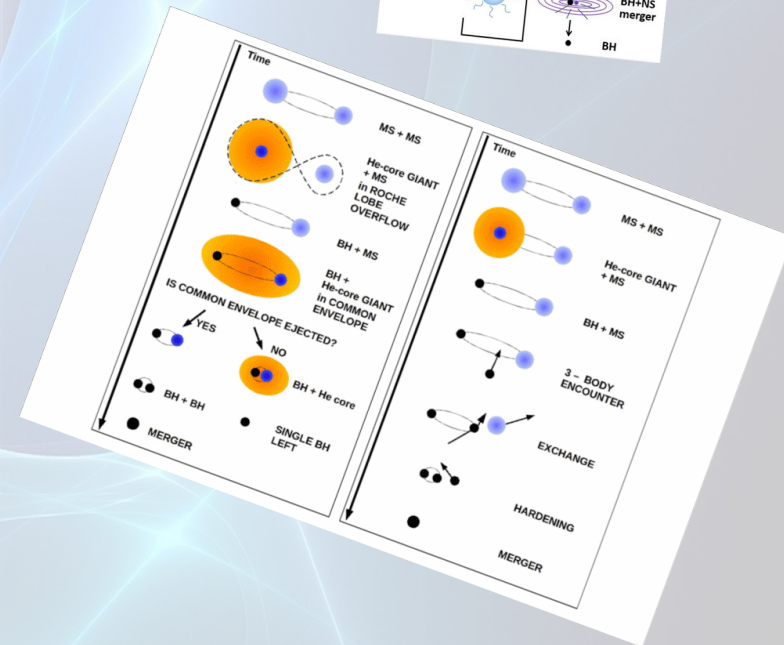 BH+NS
merger
BH
Time
MS + MS
He-core GIANT
+ MS
in ROCHE
LOBE
OVERFLOW
BH + MS
BH +
He-core GIANT
in COMMON
ENVELOPE
IS COMMON ENVELOPE EJECTED?
YES
NO
BH + He core
BH + BH
SINGLE BH
LEFT
MERGER
Time
MS + MS
He-core GIANT
+ MS
BH + MS
3 – BODY
ENCOUNTER
EXCHANGE
HARDENING
MERGER